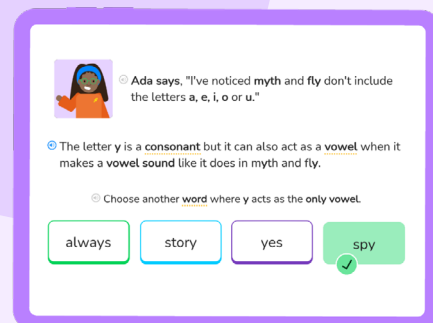 Ada says, "I've noticed myth and fly don't include
the letters a, e, i, o or u."
The letter y is a consonant but it can also act as a vowel when it
makes a vowel sound like it does in myth and fly.
Choose another word where y acts as the only vowel.
always story yes spy